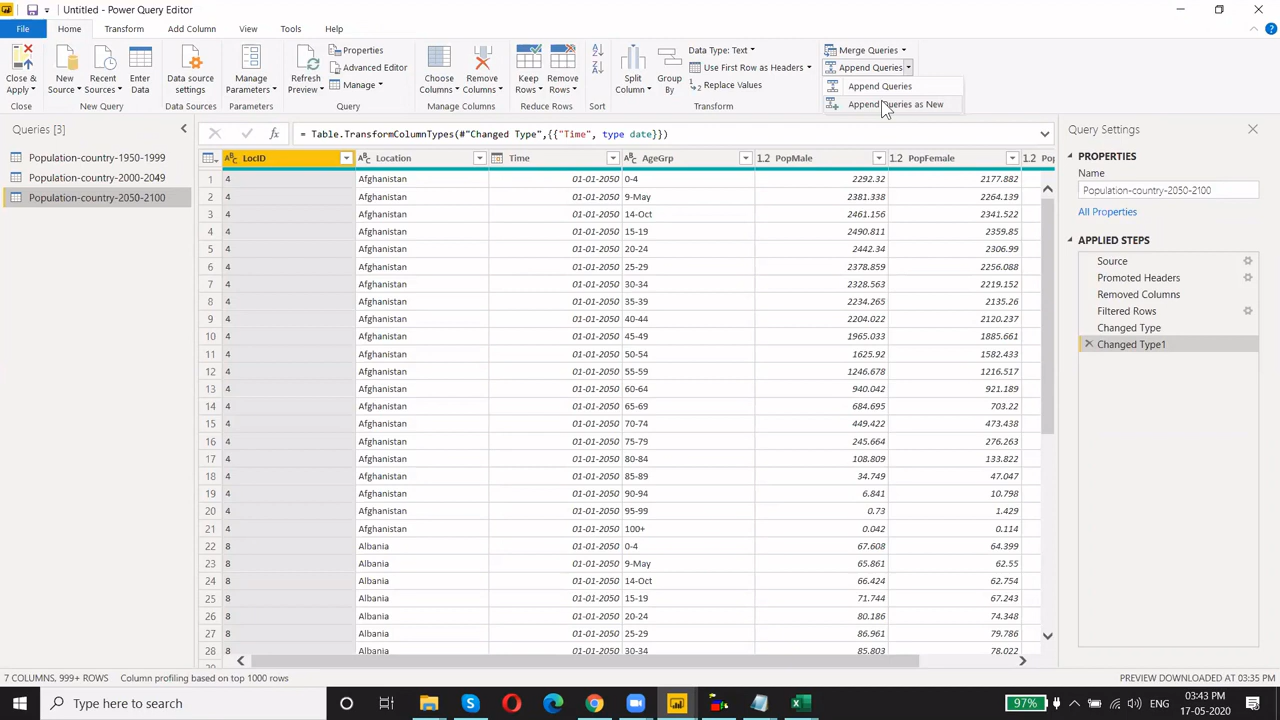 Untitled - Power Query Editor
File Home Transform Add Column View Tools Help
Close & Apply
New Source
Recent Sources
Enter Data
Data source settings
Manage Parameters
Refresh Preview
Properties
Advanced Editor
Manage
Choose Columns
Remove Columns
Keep Rows
Remove Rows
Split Column
Group By
Data Type: Text
Use First Row as Headers
Replace Values
Merge Queries
Append Queries
Append Queries
Append Queries as New
Close New Query Data Sources Parameters Query Manage Columns Reduce Rows Sort Transform
Queries [3]
Population-country-1950-1999
Population-country-2000-2049
Population-country-2050-2100
= Table.TransformColumnTypes(#"Changed Type",{{"Time", type date}})
LocID Location Time AgeGrp 1.2 PopMale 1.2 PopFemale 1.2
1 4 Afghanistan 01-01-2050 0-4 2292.32 2177.882
2 4 Afghanistan 01-01-2050 9-May 2381.338 2264.139
3 4 Afghanistan 01-01-2050 14-Oct 2461.156 2341.522
4 4 Afghanistan 01-01-2050 15-19 2490.811 2359.85
5 4 Afghanistan 01-01-2050 20-24 2442.34 2306.99
6 4 Afghanistan 01-01-2050 25-29 2378.859 2256.088
7 4 Afghanistan 01-01-2050 30-34 2328.563 2219.152
8 4 Afghanistan 01-01-2050 35-39 2234.265 2135.26
9 4 Afghanistan 01-01-2050 40-44 2204.022 2120.237
10 4 Afghanistan 01-01-2050 45-49 1965.033 1885.661
11 4 Afghanistan 01-01-2050 50-54 1625.92 1582.433
12 4 Afghanistan 01-01-2050 55-59 1246.678 1216.517
13 4 Afghanistan 01-01-2050 60-64 940.042 921.189
14 4 Afghanistan 01-01-2050 65-69 684.695 703.22
15 4 Afghanistan 01-01-2050 70-74 449.422 473.438
16 4 Afghanistan 01-01-2050 75-79 245.664 276.263
17 4 Afghanistan 01-01-2050 80-84 108.809 133.822
18 4 Afghanistan 01-01-2050 85-89 34.749 47.047
19 4 Afghanistan 01-01-2050 90-94 6.841 10.798
20 4 Afghanistan 01-01-2050 95-99 0.73 1.429
21 4 Afghanistan 01-01-2050 100+ 0.042 0.114
22 8 Albania 01-01-2050 0-4 67.608 64.399
23 8 Albania 01-01-2050 9-May 65.861 62.55
24 8 Albania 01-01-2050 14-Oct 66.424 62.754
25 8 Albania 01-01-2050 15-19 71.744 67.243
26 8 Albania 01-01-2050 20-24 80.186 74.348
27 8 Albania 01-01-2050 25-29 86.961 79.786
28 8 Albania 01-01-2050 30-34 85.803 78.022
Query Settings
PROPERTIES
Name
Population-country-2050-2100
All Properties
APPLIED STEPS
Source
Promoted Headers
Removed Columns
Filtered Rows
Changed Type
Changed Type1
7 COLUMNS, 999+ ROWS Column profiling based on top 1000 rows PREVIEW DOWNLOADED AT 03:35 PM
Type here to search
97%
03:43 PM
17-05-2020